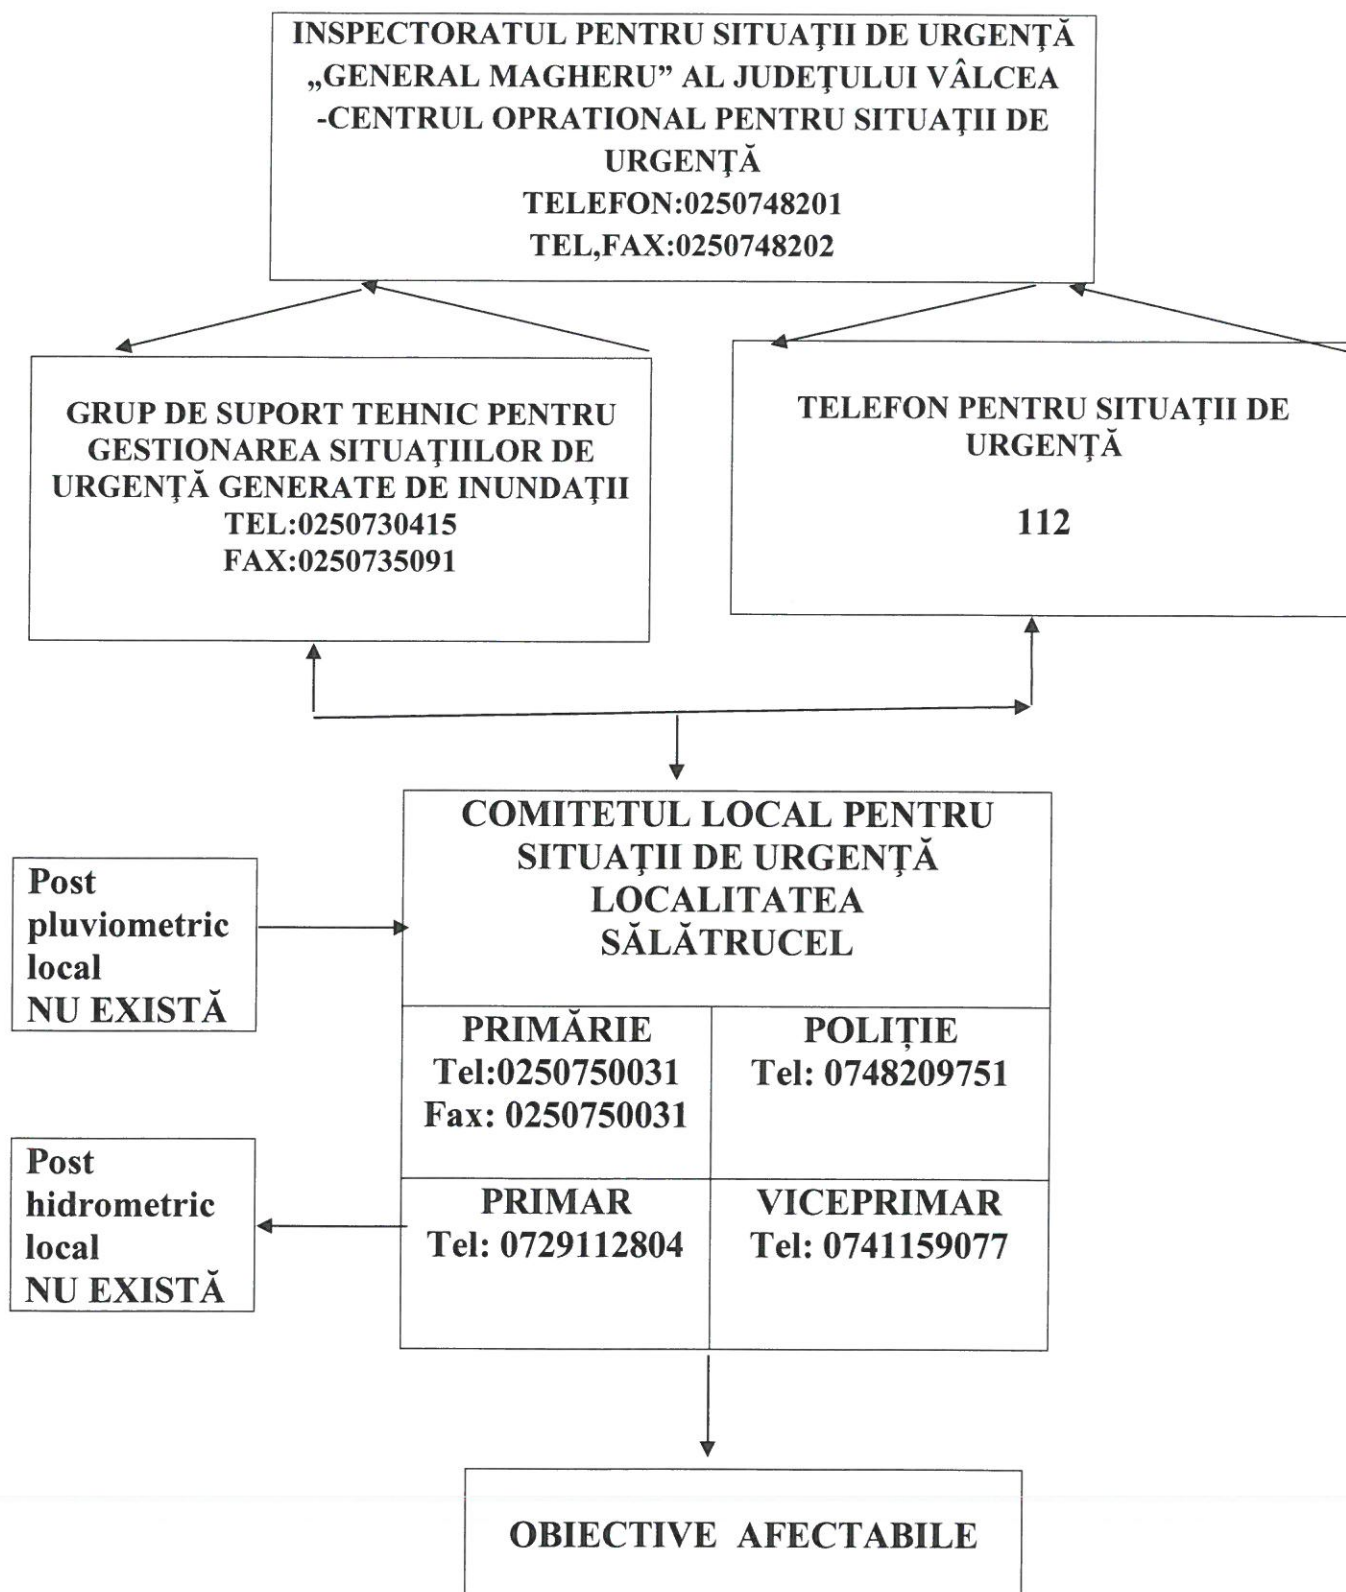 INSPECTORATUL PENTRU SITUAŢII DE URGENŢĂ
„GENERAL MAGHERU” AL JUDEŢULUI VÂLCEA
-CENTRUL OPRATIONAL PENTRU SITUAŢII DE
URGENŢĂ
TELEFON:0250748201
TEL,FAX:0250748202
GRUP DE SUPORT TEHNIC PENTRU
GESTIONAREA SITUAŢIILOR DE
URGENŢĂ GENERATE DE INUNDAŢII
TEL:0250730415
FAX:0250735091
TELEFON PENTRU SITUAŢII DE
URGENŢĂ
112
COMITETUL LOCAL PENTRU
SITUAŢII DE URGENŢĂ
LOCALITATEA
SĂLĂTRUCEL
Post
pluviometric
local
NU EXISTĂ
PRIMĂRIE
Tel:0250750031
Fax: 0250750031
POLIȚIE
Tel: 0748209751
Post
hidrometric
local
NU EXISTĂ
PRIMAR
Tel: 0729112804
VICEPRIMAR
Tel: 0741159077
OBIECTIVE AFECTABILE